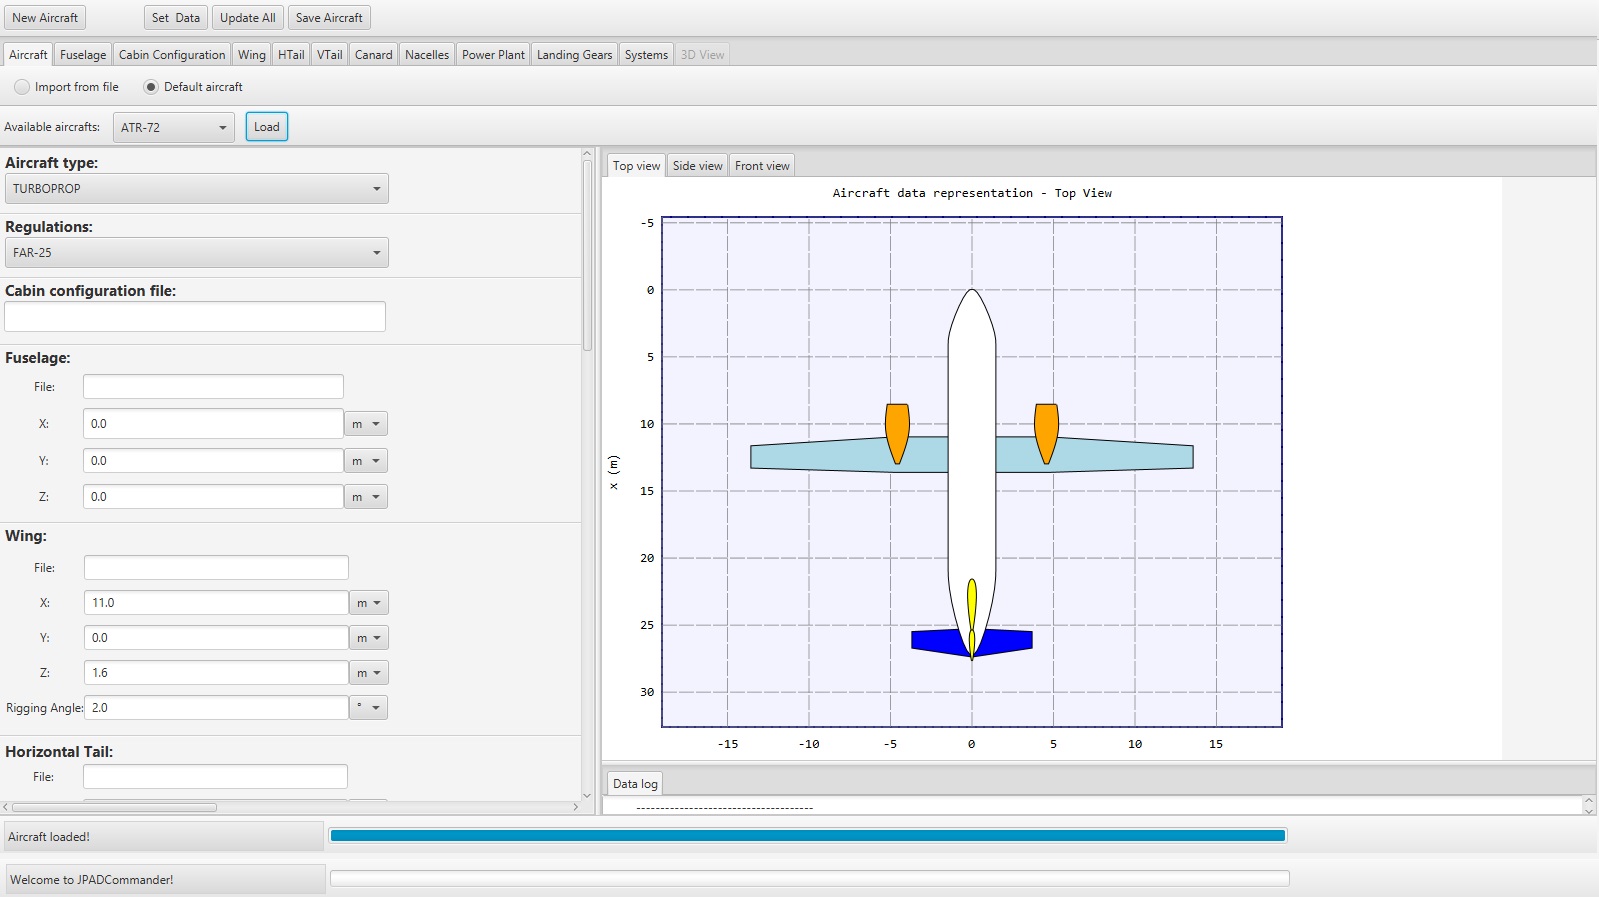 New Aircraft Set Data Update All Save Aircraft
Aircraft Fuselage Cabin Configuration Wing HTail VTail Canard Nacelles Power Plant Landing Gears Systems 3D View
Import from file Default aircraft
Available aircrafts: ATR-72 Load
Aircraft type:
TURBOPROP
Regulations:
FAR-25
Cabin configuration file:
Fuselage:
File:
X: 0.0 m
Y: 0.0 m
Z: 0.0 m
Wing:
File:
X: 11.0 m
Y: 0.0 m
Z: 1.6 m
Rigging Angle: 2.0 °
Horizontal Tail:
File:
Top view Side view Front view
Aircraft data representation - Top View
-5
0
5
10
x (m)
15
20
25
30
-15 -10 -5 0 5 10 15
Data log
-------------------------------------
Aircraft loaded!
Welcome to JPADCommander!